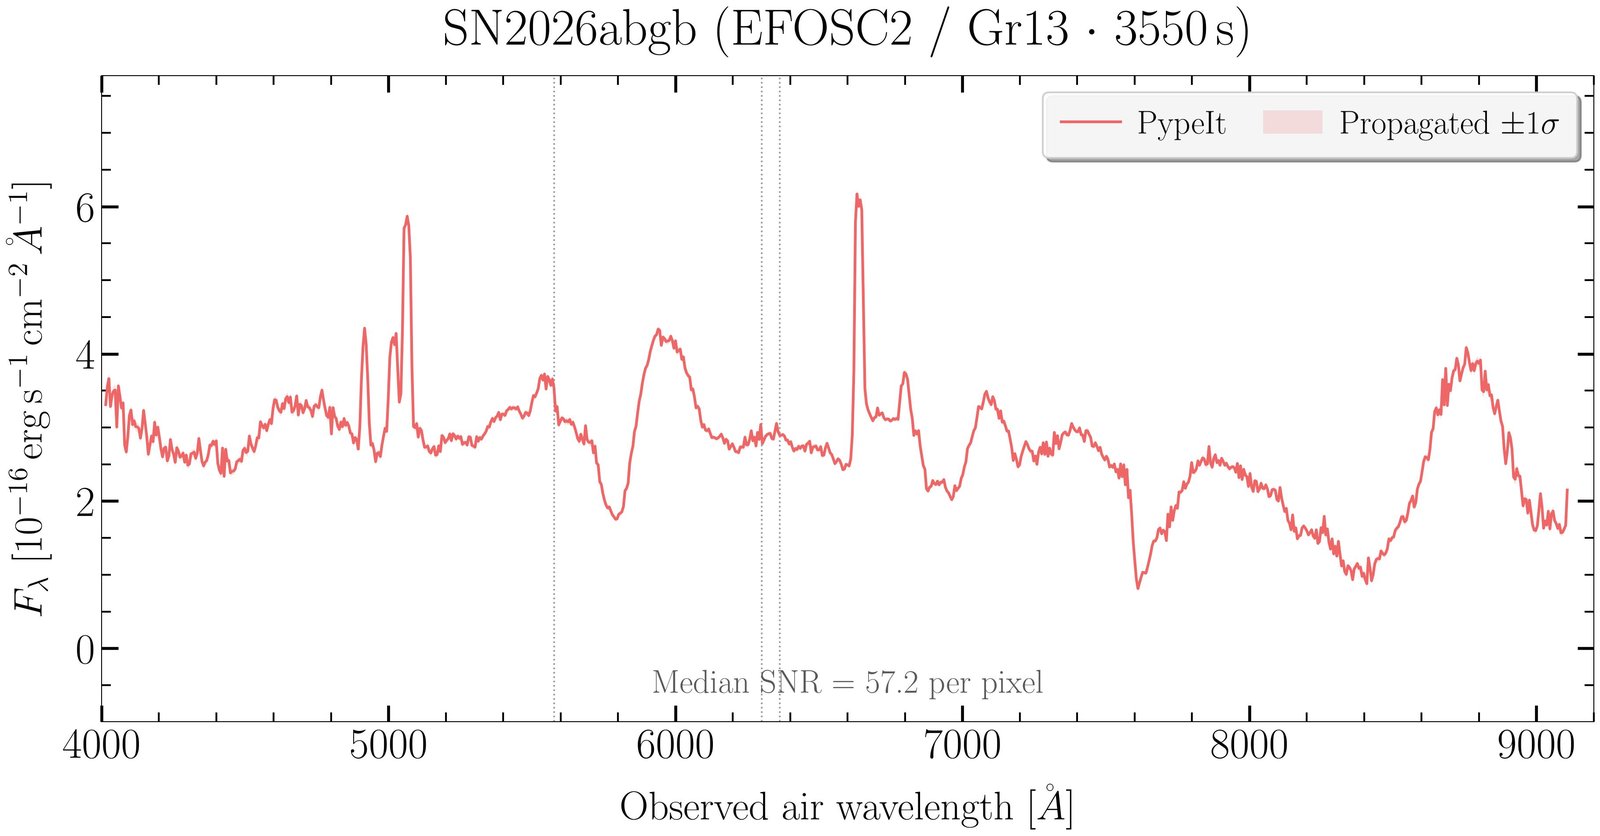 SN2026abgb (EFOSC2 / Gr13 · 3550 s)
PypeIt
Propagated ±1σ
F_λ [10⁻¹⁶ erg s⁻¹ cm⁻² Å⁻¹]
6
4
2
0
Median SNR = 57.2 per pixel
4000 5000 6000 7000 8000 9000
Observed air wavelength [Å]